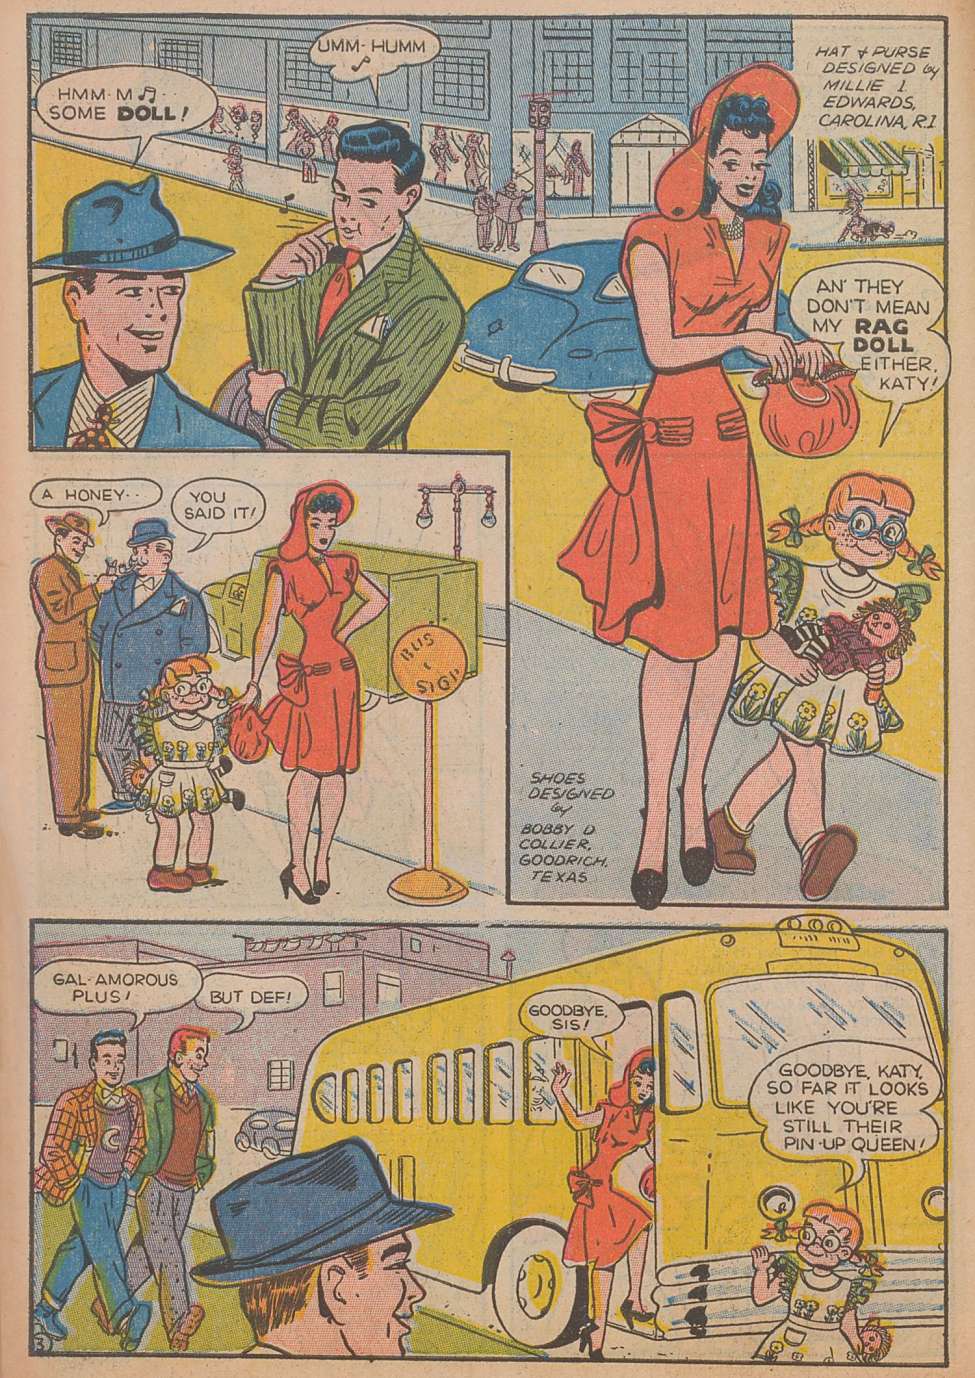 HMM-M ♫-
SOME DOLL!
UMM-HUMM
♪
HAT & PURSE
DESIGNED by
MILLIE I.
EDWARDS,
CAROLINA, R.I.
AN' THEY
DON'T MEAN
MY RAG
DOLL
EITHER,
KATY!
A HONEY--
YOU
SAID IT!
BUS
SIGN
SHOES
DESIGNED
by
BOBBY D
COLLIER,
GOODRICH,
TEXAS
GAL-AMOROUS
PLUS!
BUT DEF!
C
GOODBYE,
SIS!
GOODBYE, KATY,
SO FAR IT LOOKS
LIKE YOU'RE
STILL THEIR
PIN-UP QUEEN!
3